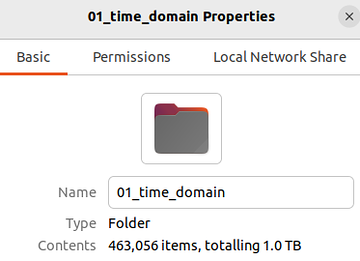 01_time_domain Properties
Basic Permissions Local Network Share
Name 01_time_domain
Type Folder
Contents 463,056 items, totalling 1.0 TB